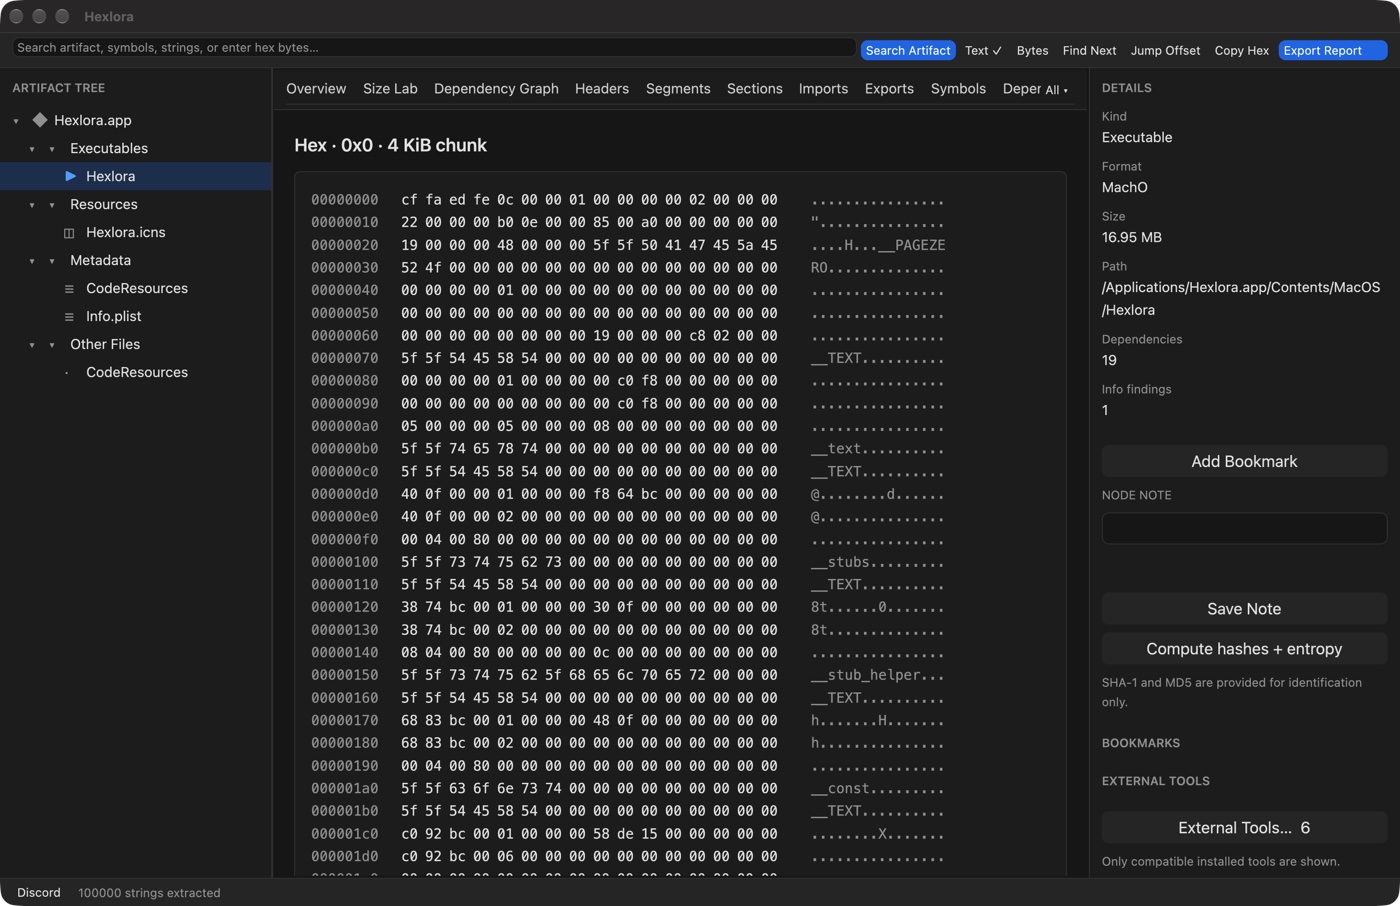 Hexlora
Search artifact, symbols, strings, or enter hex bytes...
Search Artifact
Text ✓
Bytes
Find Next
Jump Offset
Copy Hex
Export Report
ARTIFACT TREE
Hexlora.app
Executables
Hexlora
Resources
Hexlora.icns
Metadata
CodeResources
Info.plist
Other Files
CodeResources
Overview Size Lab Dependency Graph Headers Segments Sections Imports Exports Symbols Deper All
Hex · 0x0 · 4 KiB chunk
00000000 cf fa ed fe 0c 00 00 01 00 00 00 00 02 00 00 00 ................
00000010 22 00 00 00 b0 0e 00 00 85 00 a0 00 00 00 00 00 "...............
00000020 19 00 00 00 48 00 00 00 5f 5f 50 41 47 45 5a 45 ....H...__PAGEZE
00000030 52 4f 00 00 00 00 00 00 00 00 00 00 00 00 00 00 RO..............
00000040 00 00 00 00 01 00 00 00 00 00 00 00 00 00 00 00 ................
00000050 00 00 00 00 00 00 00 00 00 00 00 00 00 00 00 00 ................
00000060 00 00 00 00 00 00 00 00 19 00 00 00 c8 02 00 00 ................
00000070 5f 5f 54 45 58 54 00 00 00 00 00 00 00 00 00 00 __TEXT..........
00000080 00 00 00 00 01 00 00 00 00 c0 f8 00 00 00 00 00 ................
00000090 00 00 00 00 00 00 00 00 00 c0 f8 00 00 00 00 00 ................
000000a0 05 00 00 00 05 00 00 00 08 00 00 00 00 00 00 00 ................
000000b0 5f 5f 74 65 78 74 00 00 00 00 00 00 00 00 00 00 __text..........
000000c0 5f 5f 54 45 58 54 00 00 00 00 00 00 00 00 00 00 __TEXT..........
000000d0 40 0f 00 00 01 00 00 00 f8 64 bc 00 00 00 00 00 @........d......
000000e0 40 0f 00 00 02 00 00 00 00 00 00 00 00 00 00 00 @...............
000000f0 00 04 00 80 00 00 00 00 00 00 00 00 00 00 00 00 ................
00000100 5f 5f 73 74 75 62 73 00 00 00 00 00 00 00 00 00 __stubs.........
00000110 5f 5f 54 45 58 54 00 00 00 00 00 00 00 00 00 00 __TEXT..........
00000120 38 74 bc 00 01 00 00 00 30 0f 00 00 00 00 00 00 8t......0.......
00000130 38 74 bc 00 02 00 00 00 00 00 00 00 00 00 00 00 8t..............
00000140 08 04 00 80 00 00 00 00 0c 00 00 00 00 00 00 00 ................
00000150 5f 5f 73 74 75 62 5f 68 65 6c 70 65 72 00 00 00 __stub_helper...
00000160 5f 5f 54 45 58 54 00 00 00 00 00 00 00 00 00 00 __TEXT..........
00000170 68 83 bc 00 01 00 00 00 48 0f 00 00 00 00 00 00 h.......H.......
00000180 68 83 bc 00 02 00 00 00 00 00 00 00 00 00 00 00 h...............
00000190 00 04 00 80 00 00 00 00 00 00 00 00 00 00 00 00 ................
000001a0 5f 5f 63 6f 6e 73 74 00 00 00 00 00 00 00 00 00 __const.........
000001b0 5f 5f 54 45 58 54 00 00 00 00 00 00 00 00 00 00 __TEXT..........
000001c0 c0 92 bc 00 01 00 00 00 58 de 15 00 00 00 00 00 ........X.......
000001d0 c0 92 bc 00 06 00 00 00 00 00 00 00 00 00 00 00 ................
DETAILS
Kind
Executable
Format
MachO
Size
16.95 MB
Path
/Applications/Hexlora.app/Contents/MacOS
/Hexlora
Dependencies
19
Info findings
1
Add Bookmark
NODE NOTE
Save Note
Compute hashes + entropy
SHA-1 and MD5 are provided for identification
only.
BOOKMARKS
EXTERNAL TOOLS
External Tools... 6
Only compatible installed tools are shown.
Discord
100000 strings extracted